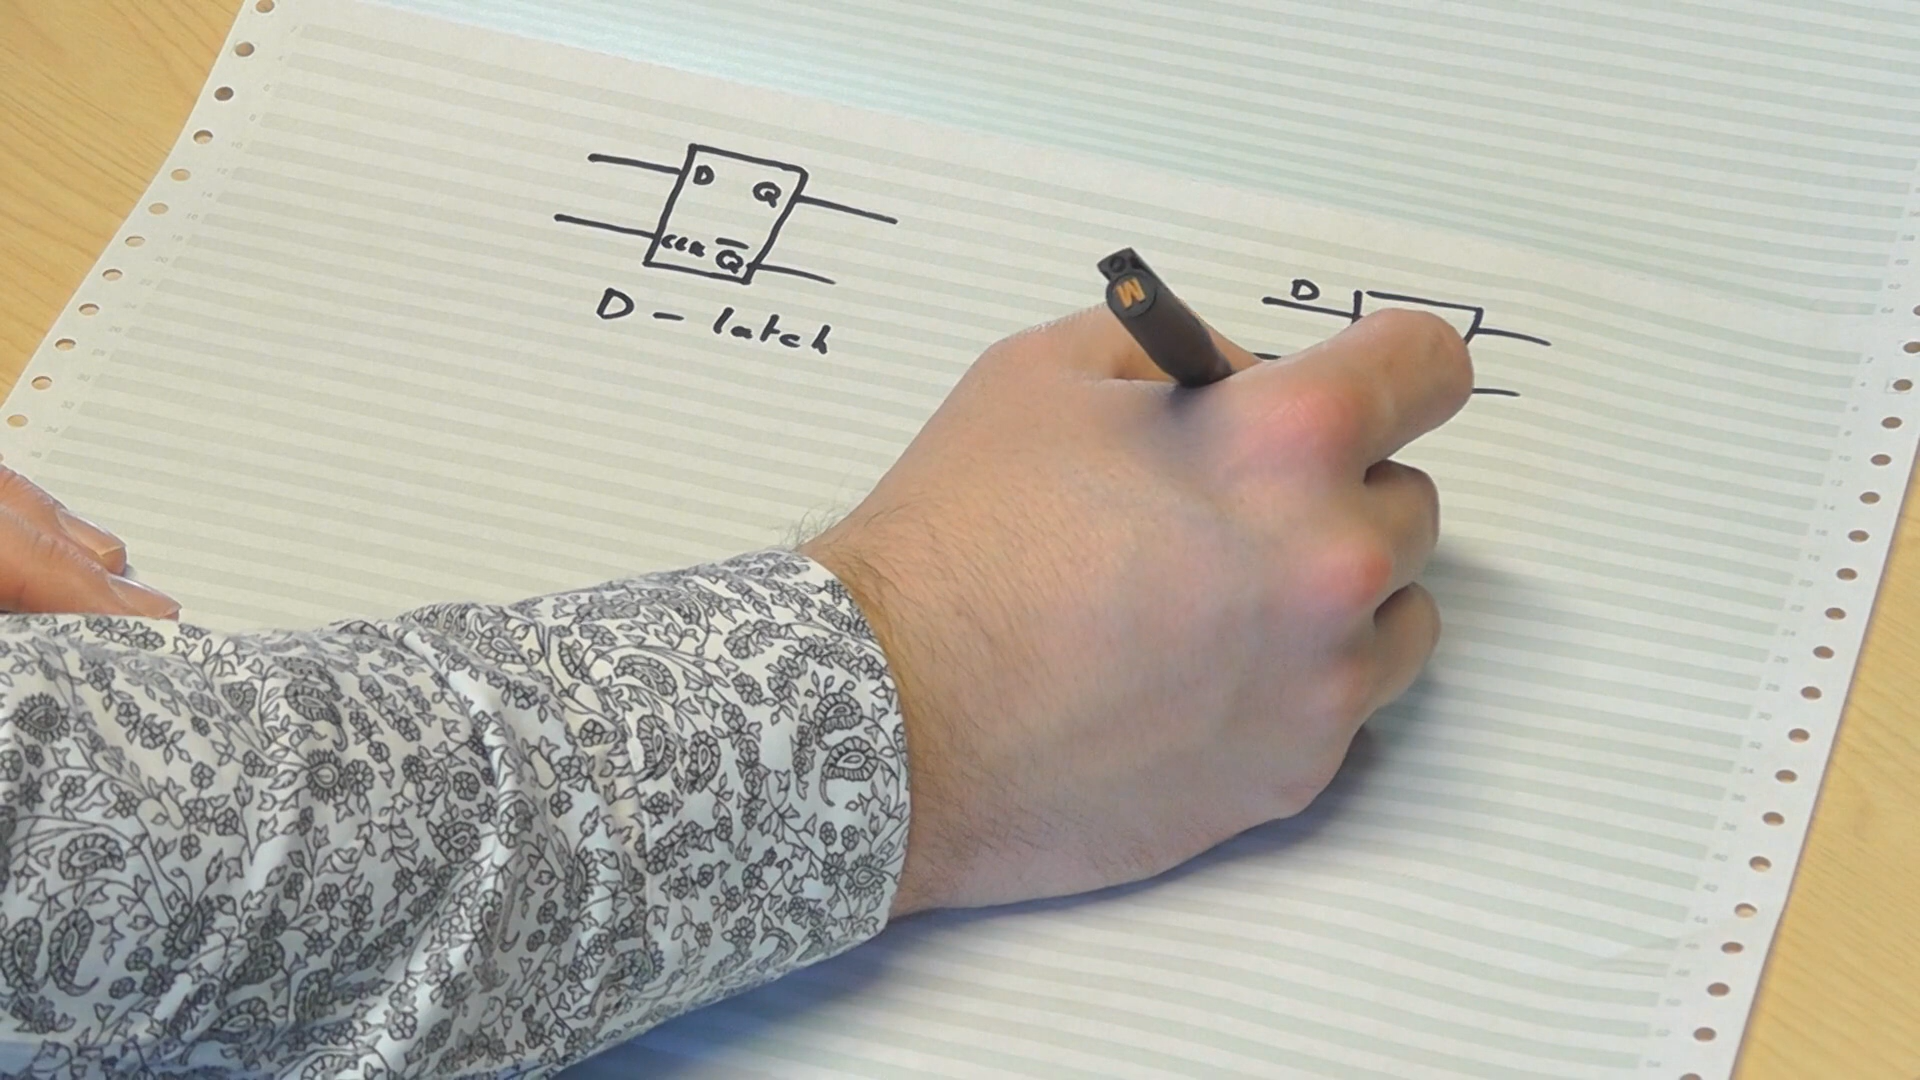 D Q
CLK Q̅
D - latch
D
M